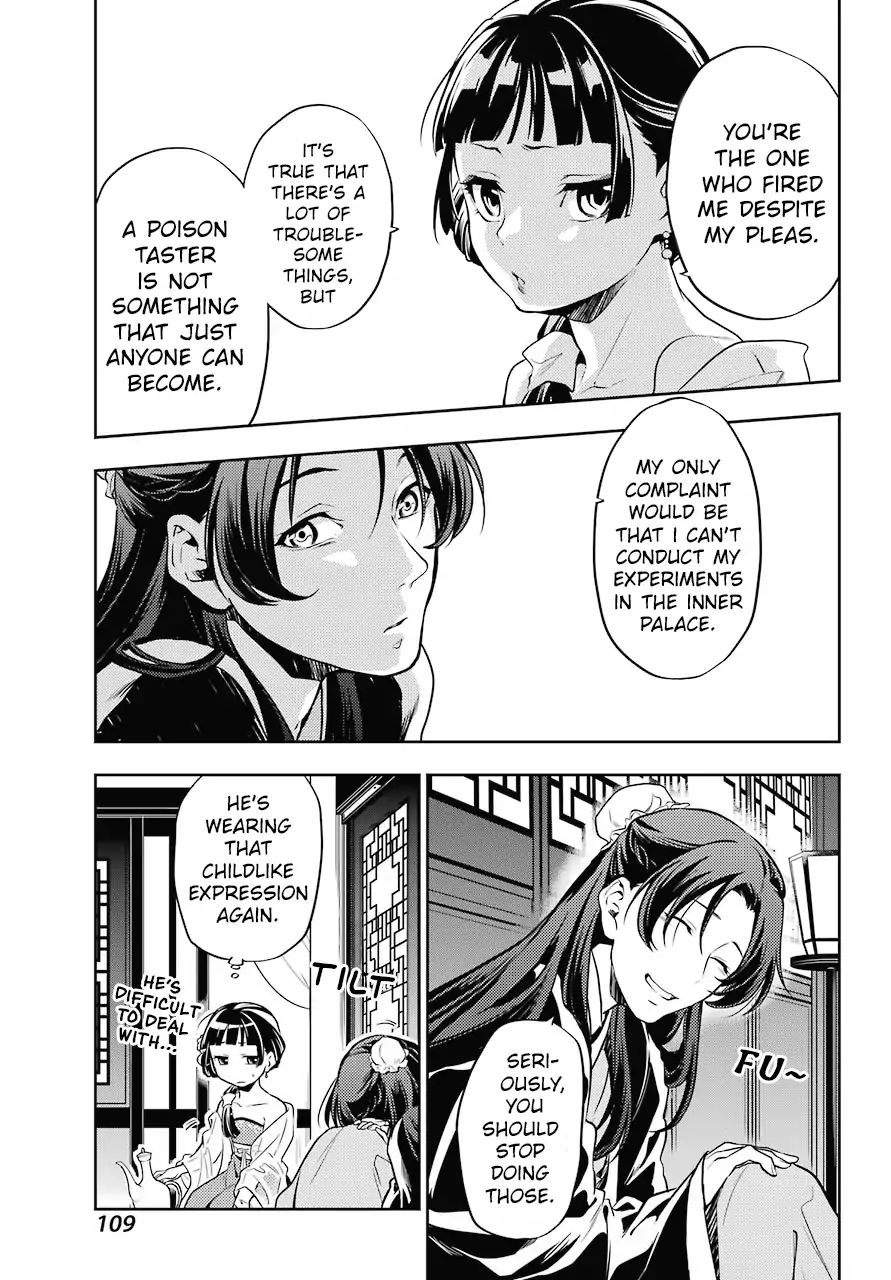 YOU'RE
THE ONE
WHO FIRED
ME DESPITE
MY PLEAS.
IT'S
TRUE THAT
THERE'S A
LOT OF
TROUBLE-
SOME
THINGS,
BUT
A POISON
TASTER
IS NOT
SOMETHING
THAT JUST
ANYONE CAN
BECOME.
MY ONLY
COMPLAINT
WOULD BE
THAT I CAN'T
CONDUCT MY
EXPERIMENTS
IN THE INNER
PALACE.
FU~
SERI-
OUSLY,
YOU
SHOULD
STOP
DOING
THOSE.
HE'S
WEARING
THAT
CHILDLIKE
EXPRESSION
AGAIN.
TILT
HE'S
DIFFICULT
TO DEAL
WITH...
109